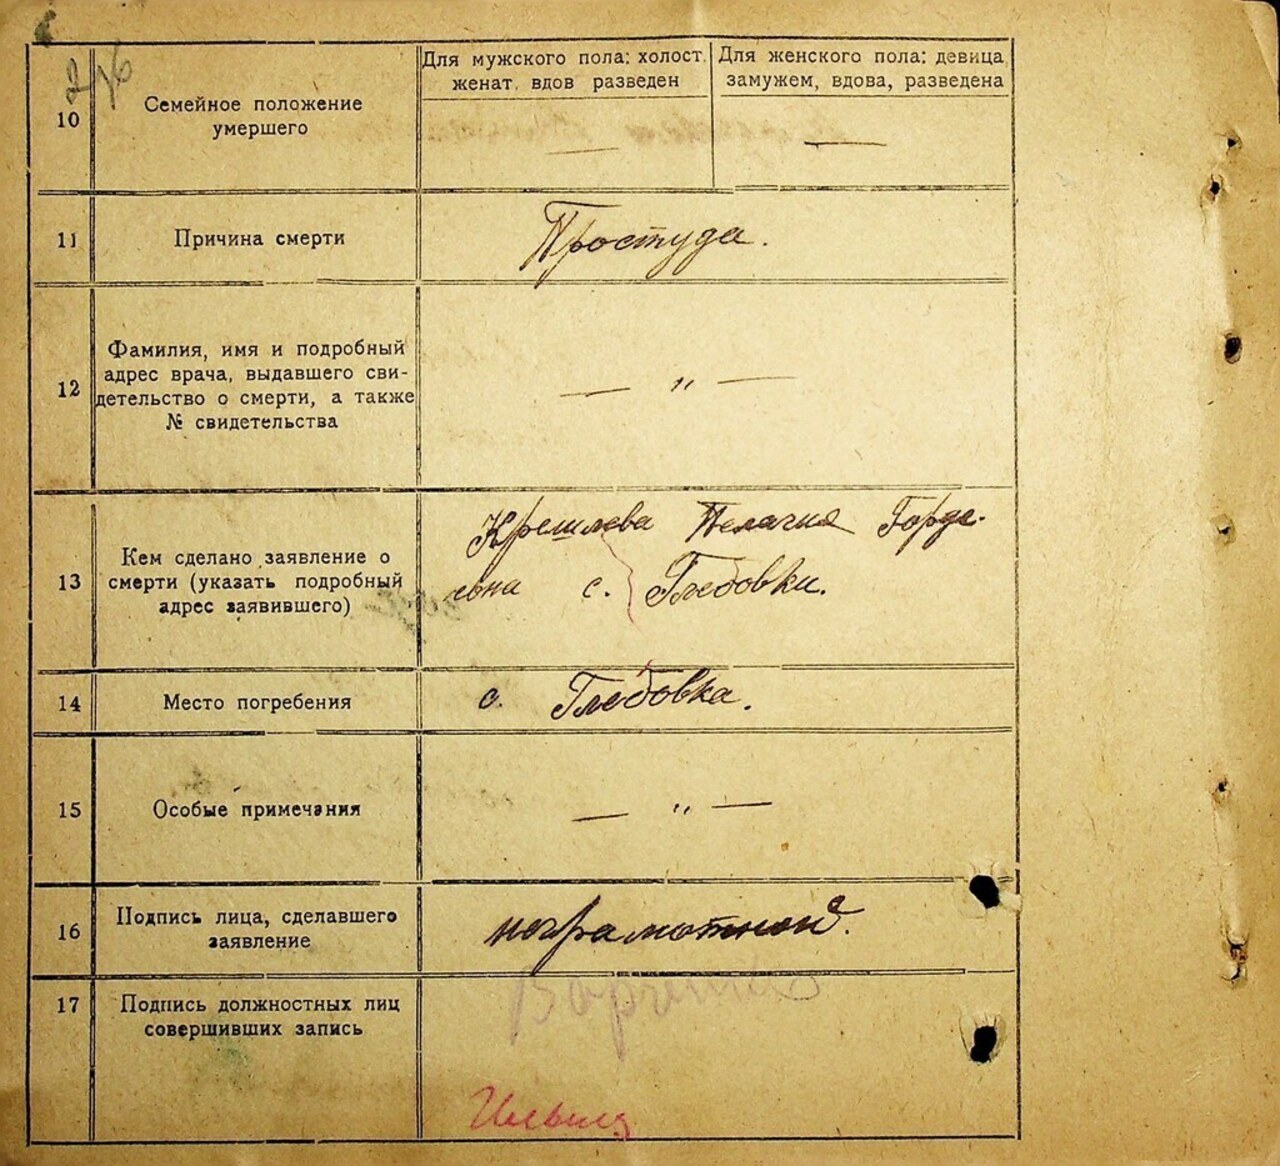 10
Семейное положение
умершего
Для мужского пола: холост.
женат. вдов разведен
Для женского пола: девица
замужем, вдова, разведена
—
—
11
Причина смерти
Простуда.
12
Фамилия, имя и подробный
адрес врача, выдавшего сви-
детельство о смерти, а также
№ свидетельства
— „ —
13
Кем сделано заявление о
смерти (указать подробный
адрес заявившего)
Пелагия Горде-
евна с. Глебовки.
14
Место погребения
с. Глебовка.
15
Особые примечания
— „ —
16
Подпись лица, сделавшего
заявление
неграмотной.
17
Подпись должностных лиц
совершивших запись